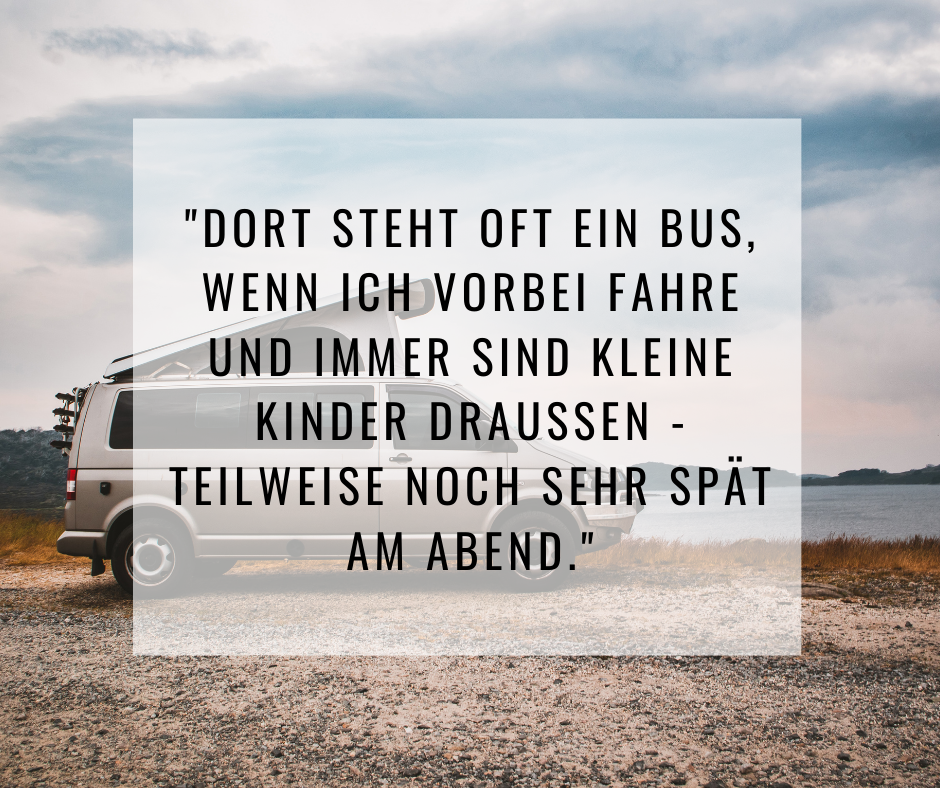 "DORT STEHT OFT EIN BUS,
WENN ICH VORBEI FAHRE
UND IMMER SIND KLEINE
KINDER DRAUSSEN -
TEILWEISE NOCH SEHR SPÄT
AM ABEND."